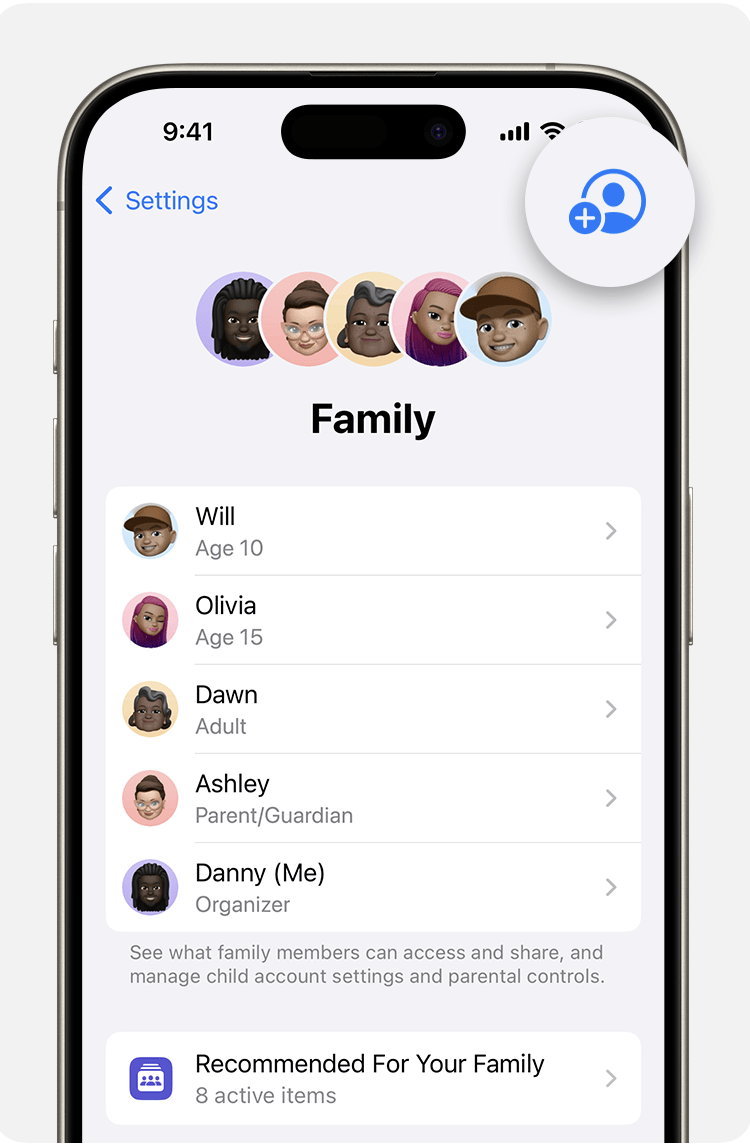 9:41
Settings
Family
Will
Age 10
Olivia
Age 15
Dawn
Adult
Ashley
Parent/Guardian
Danny (Me)
Organizer
See what family members can access and share, and
manage child account settings and parental controls.
Recommended For Your Family
8 active items